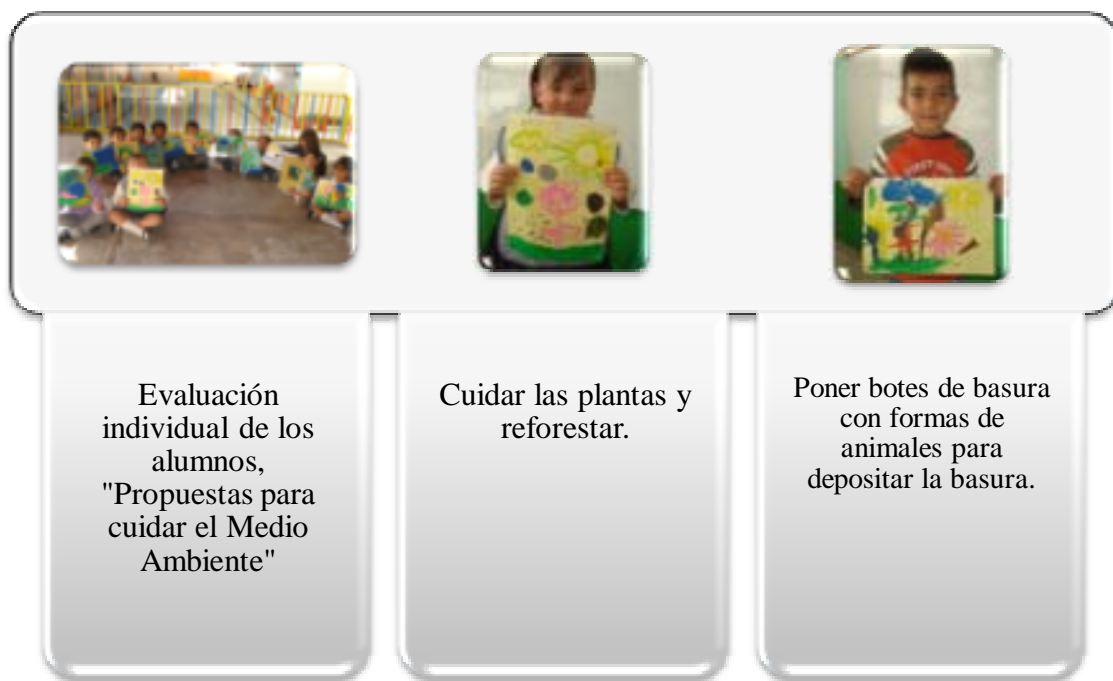 Evaluación
individual de los
alumnos,
"Propuestas para
cuidar el Medio
Ambiente"
Cuidar las plantas y
reforestar.
Poner botes de basura
con formas de
animales para
depositar la basura.